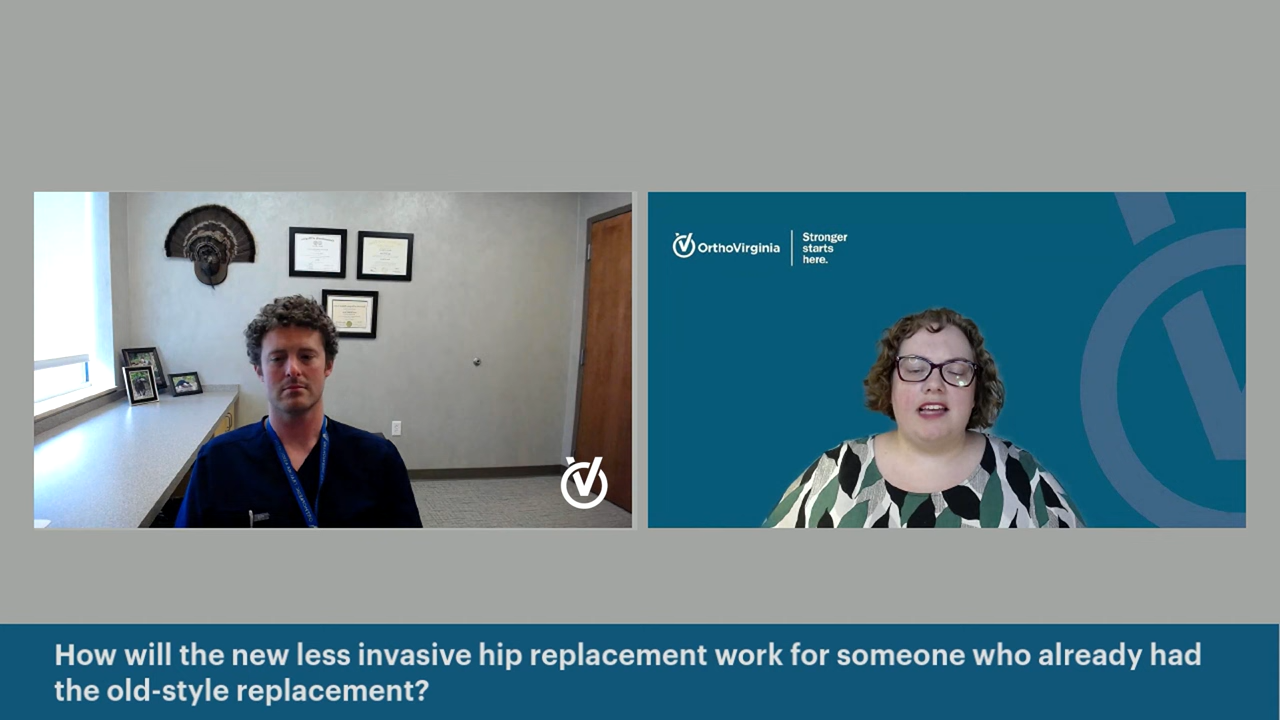 OrthoVirginia
Stronger
starts
here.
How will the new less invasive hip replacement work for someone who already had
the old-style replacement?